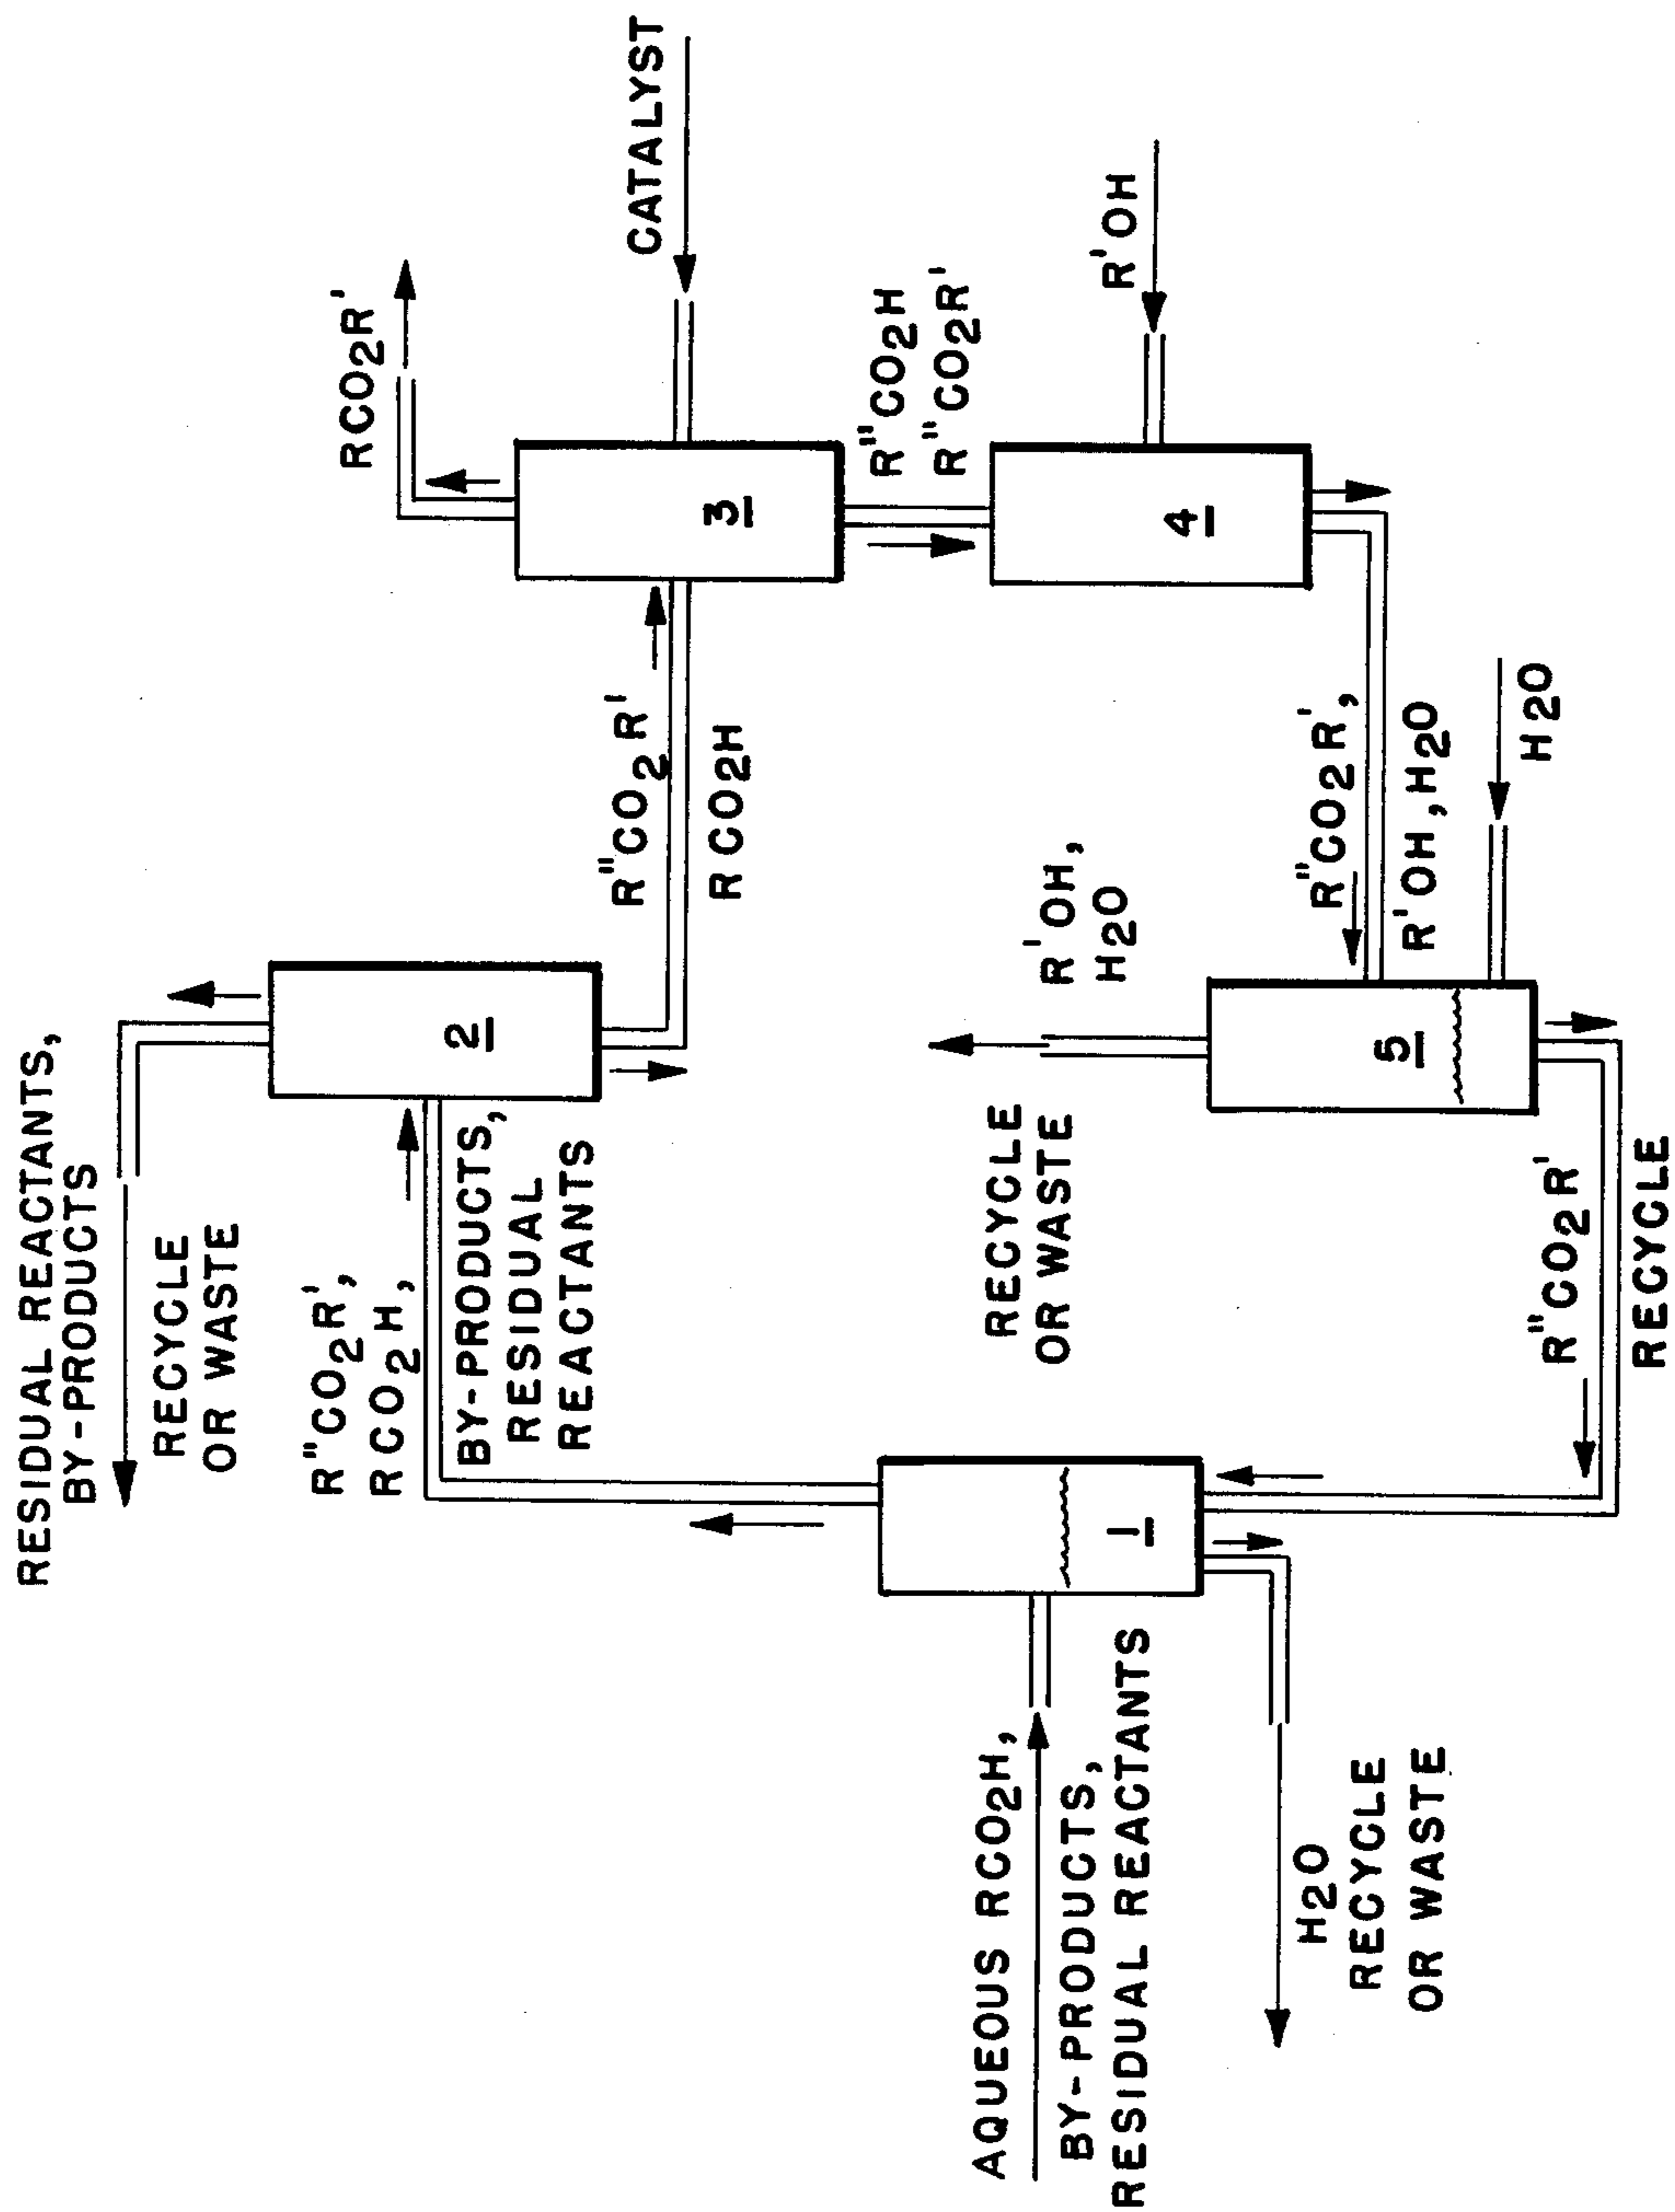 RESIDUAL REACTANTS,
BY-PRODUCTS
RECYCLE
OR WASTE
R"CO2R',
RCO2H,
BY-PRODUCTS,
RESIDUAL
REACTANTS
2
R"CO2R'
RCO2H
RCO2R'
3
CATALYST
R"CO2H
R"CO2R'
4
R'OH
R"CO2R',
R'OH,H2O
H2O
R'OH,
H2O
RECYCLE
OR WASTE
5
R"CO2R'
RECYCLE
1
AQUEOUS RCO2H,
BY-PRODUCTS,
RESIDUAL REACTANTS
H2O
RECYCLE
OR WASTE